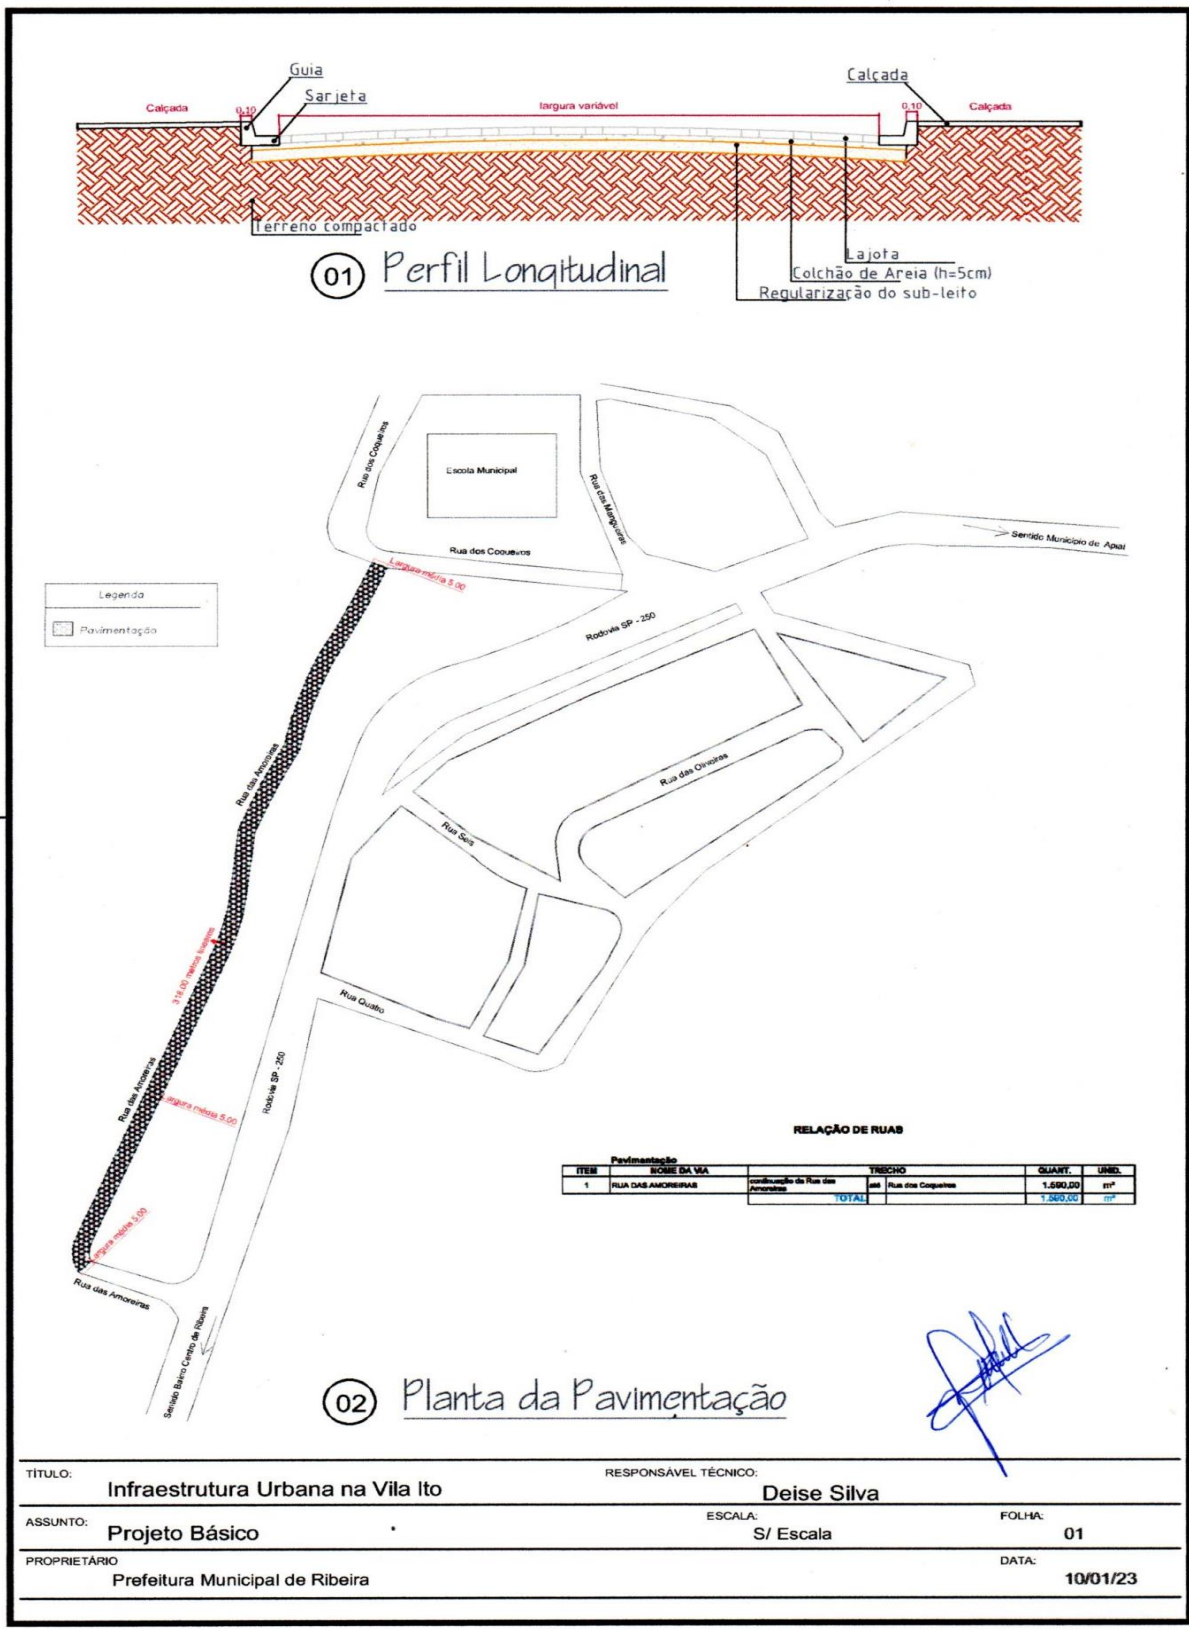 Guia
Sarjeta
Calçada
Calçada
0,10
largura variável
0,10
Calçada
Terreno compactado
Lajota
Colchão de Areia (h=5cm)
Regularização do sub-leito
01 Perfil Longitudinal
Rua dos Coqueiros
Escola Municipal
Rua das Mangueiras
Rua dos Coqueiros
Sentido Município de Apiaí
Largura média 5.00
Legenda
Pavimentação
Rodovia SP - 250
Rua das Amoreiras
Rua das Oliveiras
Rua Seis
318,00 metros lineares
Rua Quatro
Rua das Amoreiras
Rodovia SP - 250
Largura média 5.00
Largura média 5.00
Rua das Amoreiras
Sentido Bairro Centro de Ribeira
RELAÇÃO DE RUAS
Pavimentação
ITEM NOME DA VIA TRECHO QUANT. UNID.
1 RUA DAS AMOREIRAS continuação da Rua das Amoreiras até Rua dos Coqueiros 1.590,00 m²
TOTAL 1.590,00 m²
02 Planta da Pavimentação
TÍTULO: Infraestrutura Urbana na Vila Ito
RESPONSÁVEL TÉCNICO: Deise Silva
ASSUNTO: Projeto Básico
ESCALA: S/ Escala
FOLHA: 01
PROPRIETÁRIO
Prefeitura Municipal de Ribeira
DATA: 10/01/23